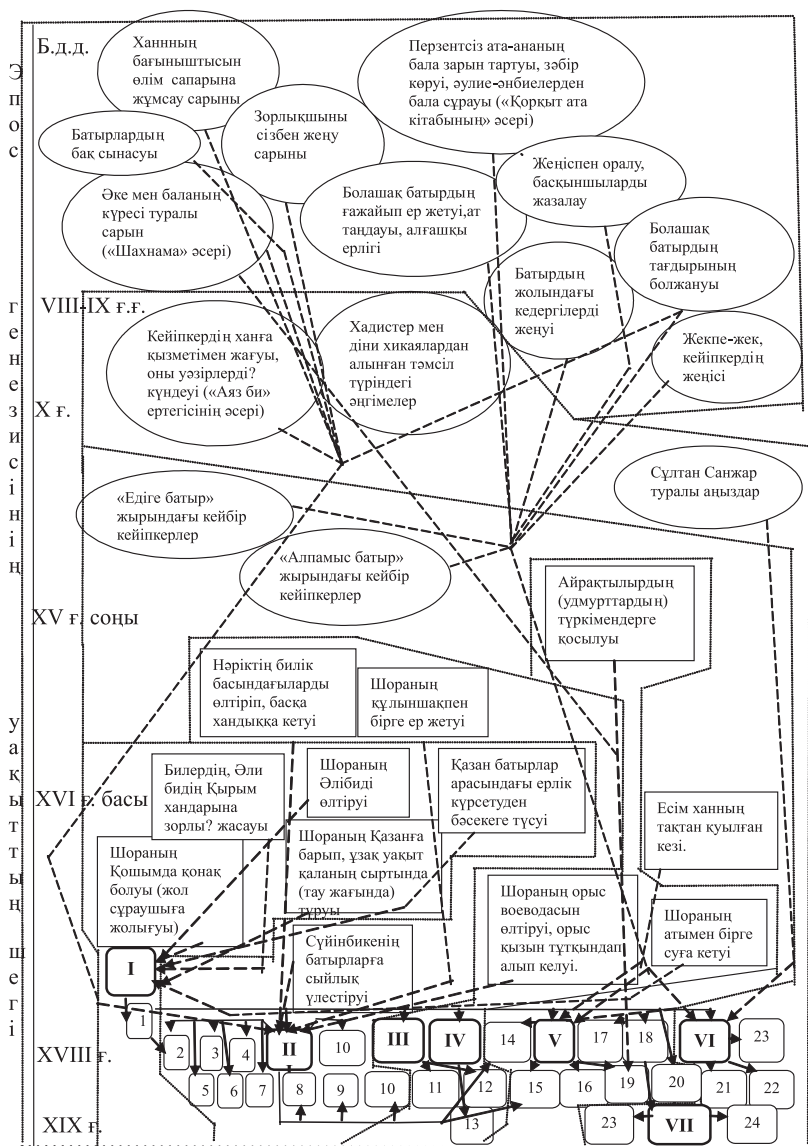 Эпос генезисінің уақыттың шегі
Б.д.д.
Ханнның
бағыныштысын
өлім сапарына
жұмсау сарыны
Перзентсіз ата-ананың
бала зарын тартуы, зәбір
көруі, әулие-әнбиелерден
бала сұрауы («Қорқыт ата
кітабының» әсері)
Зорлықшыны
сізбен жеңу
сарыны
Батырлардың
бақ сынасуы
Жеңіспен оралу,
басқыншыларды
жазалау
Әке мен баланың
күресі туралы
сарын
(«Шахнама» әсері)
Болашақ батырдың
ғажайып ер жетуі,ат
таңдауы, алғашқы
ерлігі
Болашақ
батырдың
тағдырының
болжануы
Батырдың
жолындағы
кедергілерді
жеңуі
VIII-IX ғ.ғ.
Кейіпкердің ханға
қызметімен жағуы,
оны уәзірлерді?
күндеуі («Аяз би»
ертегісінің әсері)
Хадистер мен
діни хикаялардан
алынған тәмсіл
түріндегі
әңгімелер
Жекпе-жек,
кейіпкердің
жеңісі
X ғ.
Сұлтан Санжар
туралы аңыздар
«Едіге батыр»
жырындағы кейбір
кейіпкерлер
«Алпамыс батыр»
жырындағы кейбір
кейіпкерлер
Айрақтылырдың
(удмурттардың)
түркімендерге
қосылуы
XV ғ. соңы
Нәріктің билік
басындағыларды
өлтіріп, басқа
хандыққа кетуі
Шораның
құлыншақпен
бірге ер жетуі
XVI ғ. басы
Билердің, Әли
бидің Қырым
хандарына
зорлы? жасауы
Шораның
Әлібиді
өлтіруі
Қазан батырлар
арасындағы ерлік
көрсетуден
бәсекеге түсуі
Есім ханның
тақтан қуылған
кезі.
Шораның
Қошымда қонақ
болуы (жол
сұраушыға
жолығуы)
Шораның Қазанға
барып, ұзақ уақыт
қаланың сыртында
(тау жағында)
тұруы
Шораның орыс
воеводасын
өлтіруі, орыс
қызын тұтқындап
алып келуі.
Шораның
атымен бірге
суға кетуі
Сүйінбикенің
батырларға
сыйлық
үлестіруі
I
1
XVIII ғ.
2
3
4
II
10
III
IV
14
V
17
18
VI
23
5
6
7
8
9
10
11
12
15
16
19
20
21
22
13
23
VII
24
XIX ғ.